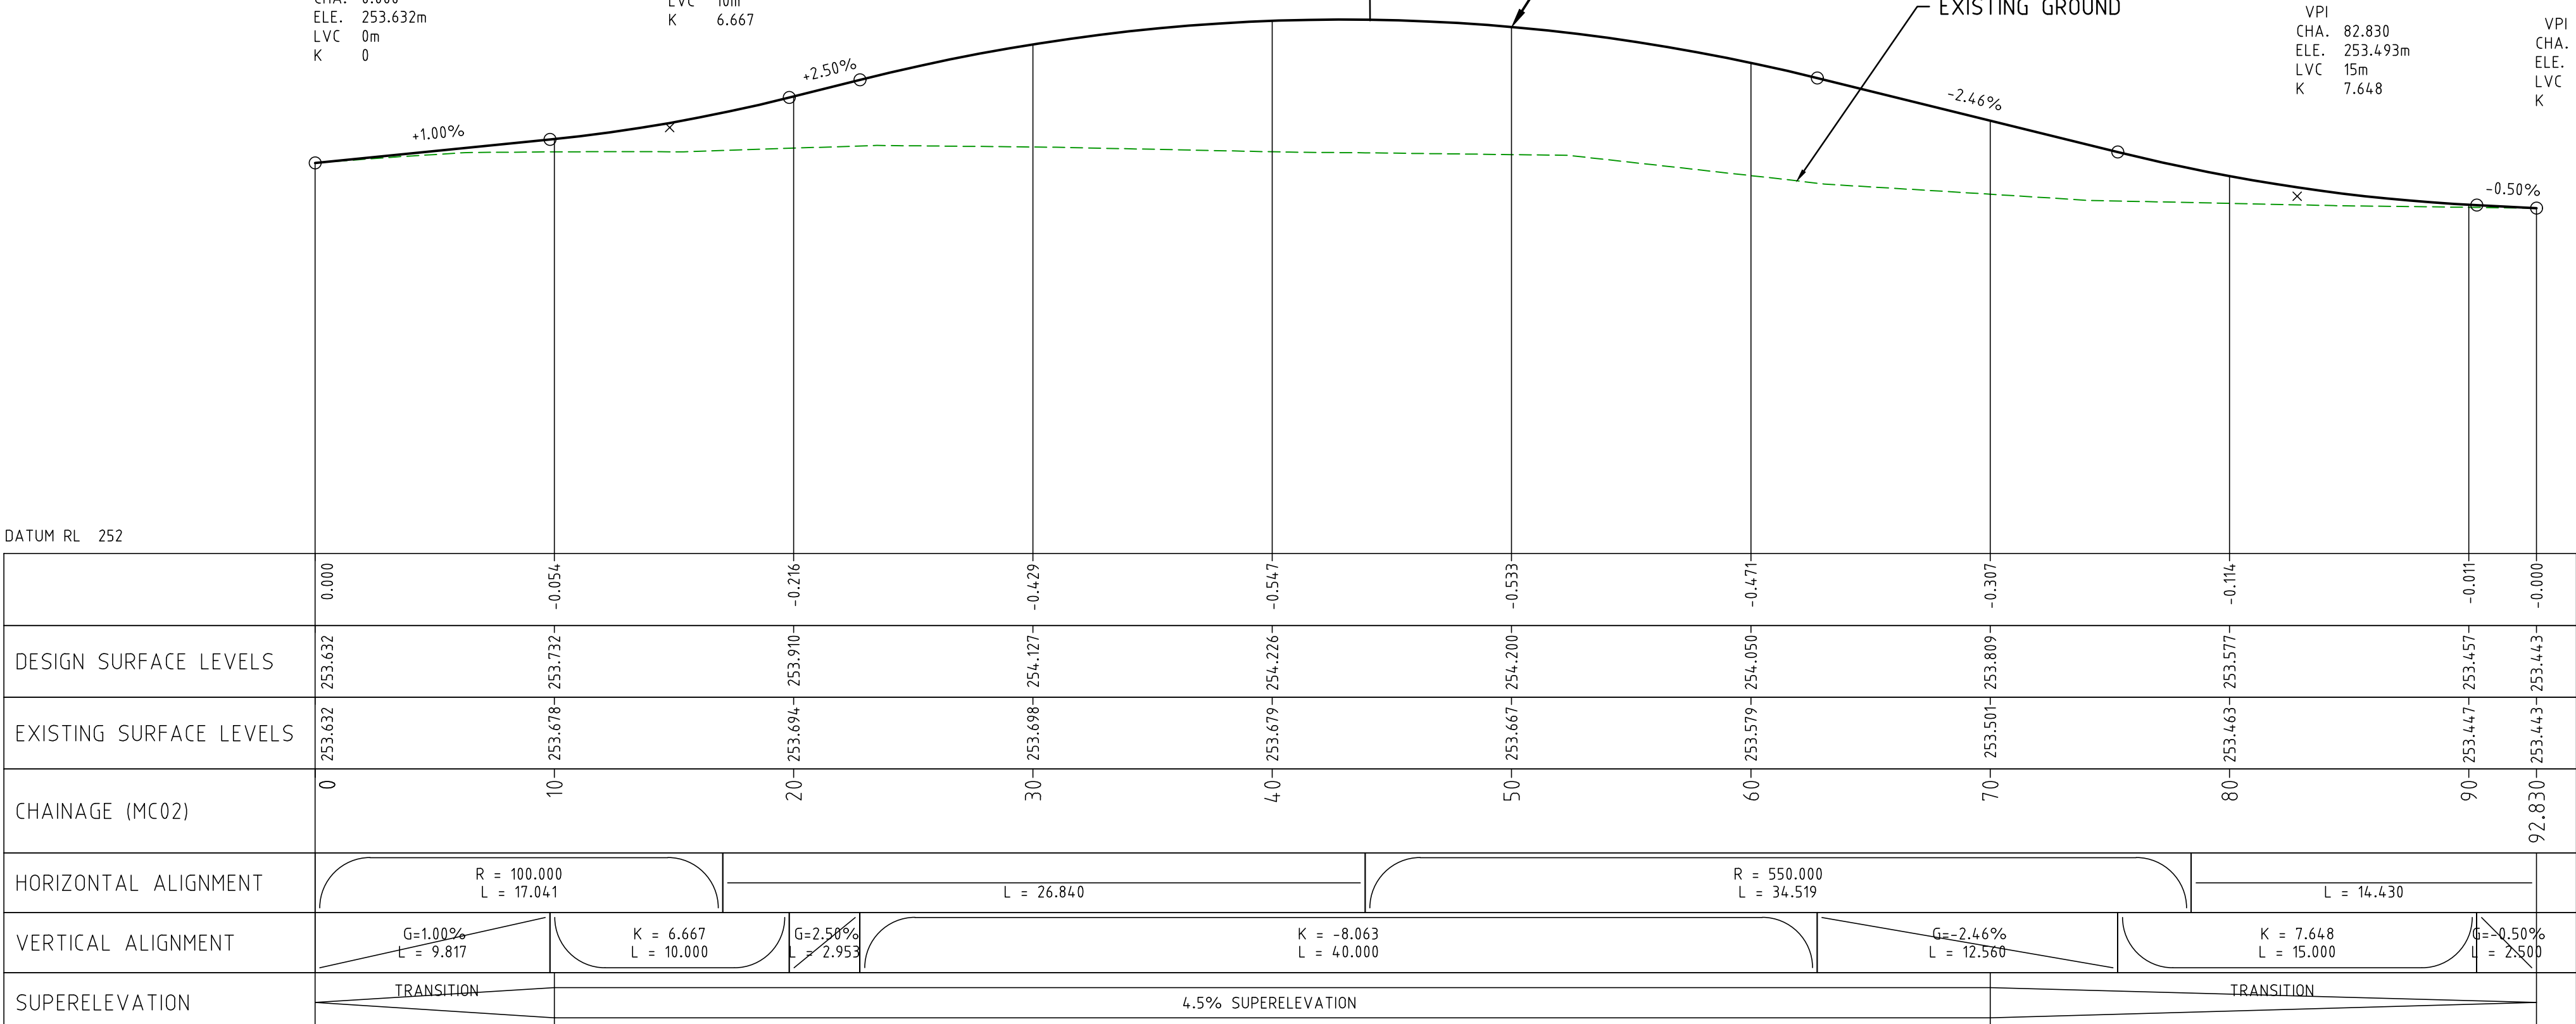 ELE. 253.632m
LVC 0m
K 0
LVC 10m
K 6.667
EXISTING GROUND
VPI
CHA. 82.830
ELE. 253.493m
LVC 15m
K 7.648
VPI
CHA.
ELE.
LVC
K
+1.00%
+2.50%
-2.46%
-0.50%
DATUM RL 252
0.000 -0.054 -0.216 -0.429 -0.547 -0.533 -0.471 -0.307 -0.114 -0.011 -0.000
DESIGN SURFACE LEVELS 253.632 253.732 253.910 254.127 254.226 254.200 254.050 253.809 253.577 253.457 253.443
EXISTING SURFACE LEVELS 253.632 253.678 253.694 253.698 253.679 253.667 253.579 253.501 253.463 253.447 253.443
CHAINAGE (MC02) 0 10 20 30 40 50 60 70 80 90 92.830
HORIZONTAL ALIGNMENT
R = 100.000
L = 17.041
L = 26.840
R = 550.000
L = 34.519
L = 14.430
VERTICAL ALIGNMENT
G=1.00%
L = 9.817
K = 6.667
L = 10.000
G=2.50%
L = 2.953
K = -8.063
L = 40.000
G=-2.46%
L = 12.560
K = 7.648
L = 15.000
G=-0.50%
L = 2.500
SUPERELEVATION
TRANSITION
4.5% SUPERELEVATION
TRANSITION